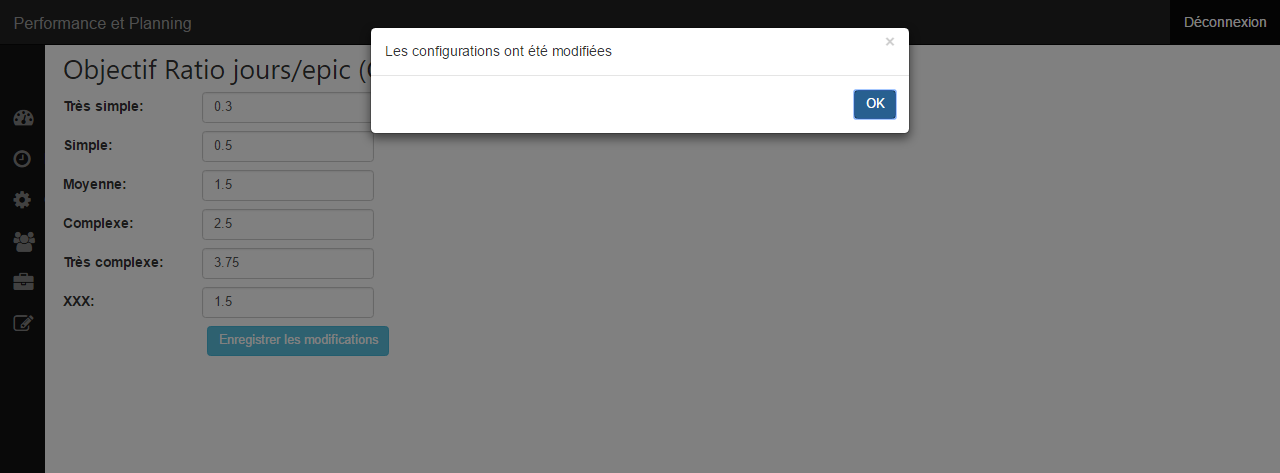 Performance et Planning
Déconnexion
Les configurations ont été modifiées
×
OK
Objectif Ratio jours/epic (
Très simple: 0.3
Simple: 0.5
Moyenne: 1.5
Complexe: 2.5
Très complexe: 3.75
XXX: 1.5
Enregistrer les modifications